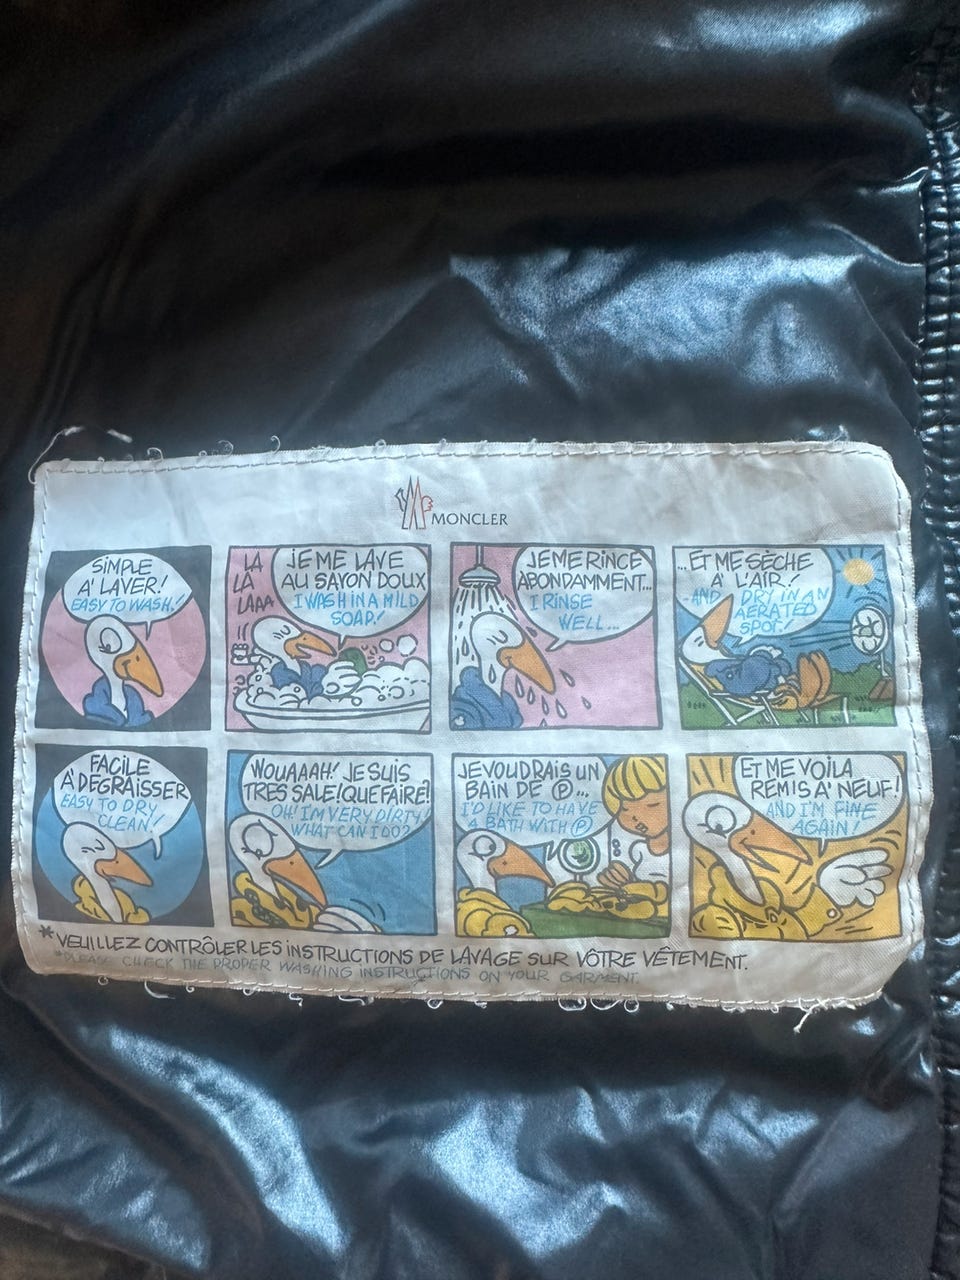 MONCLER
SIMPLE
A' LAVER!
EASY TO WASH!
LA
LA
LAAA
JE ME LAVE
AU SAVON DOUX
I WASH IN A MILD
SOAP!
JE ME RINCE
ABONDAMMENT...
I RINSE
WELL...
...ET ME SÈCHE
A' L'AIR!
-AND I DRY IN AN
AERATED
SPOT!
FACILE
A' DEGRAISSER
EASY TO DRY
CLEAN!
WOUAAAH! JE SUIS
TRES SALE! QUE FAIRE?
OH! I'M VERY DIRTY!
WHAT CAN I DO?
JE VOUDRAIS UN
BAIN DE Ⓟ...
I'D LIKE TO HAVE
A BATH WITH Ⓟ
ET ME VOILA
REMIS A' NEUF!
AND I'M FINE
AGAIN!
*VEUILLEZ CONTRÔLER LES INSTRUCTIONS DE LAVAGE SUR VÔTRE VÊTEMENT.
*PLEASE CHECK THE PROPER WASHING INSTRUCTIONS ON YOUR GARMENT.